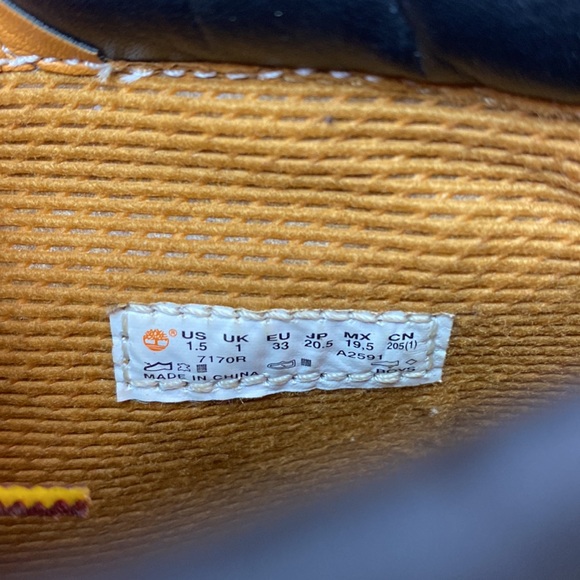 ® US UK EU JP MX CN
1.5 1 33 20.5 19.5 205(1)
7170R A2591
MADE IN CHINA BOYS